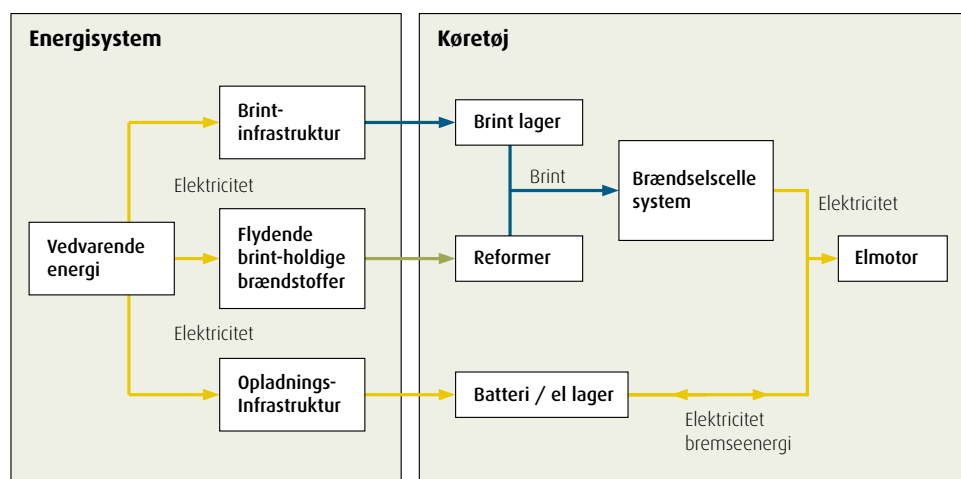 Energisystem
Køretøj
Brint-
infrastruktur
Brint lager
Elektricitet
Brint
Brændselscelle
system
Elektricitet
Vedvarende
energi
Flydende
brint-holdige
brændstoffer
Reformer
Elmotor
Elektricitet
Opladnings-
Infrastruktur
Batteri / el lager
Elektricitet
bremseenergi